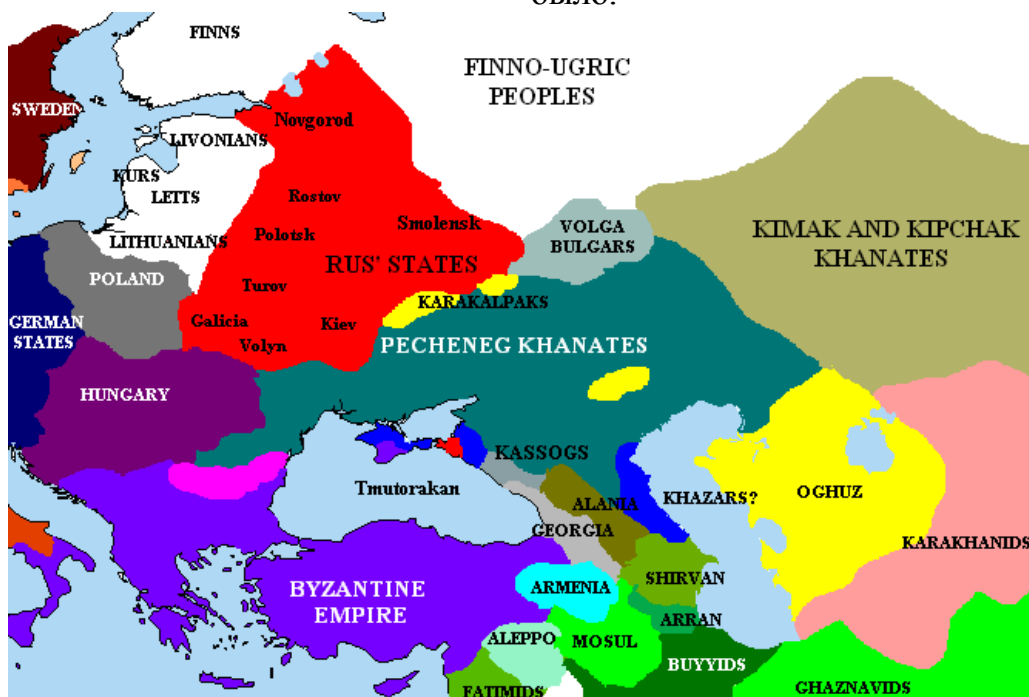 FINNS
FINNO-UGRIC
PEOPLES
SWEDEN
Novgorod
LIVONIANS
KURS
LETTS
Rostov
Smolensk
Polotsk
LITHUANIANS
VOLGA
BULGARS
KIMAK AND KIPCHAK
KHANATES
RUS' STATES
POLAND
Turov
KARAKALPAKS
GERMAN
STATES
Galicia
Kiev
Volyn
PECHENEG KHANATES
HUNGARY
KASSOGS
Tmutorakan
ALANIA
KHAZARS?
OGHUZ
GEORGIA
KARAKHANIDS
SHIRVAN
BYZANTINE
EMPIRE
ARMENIA
ARRAN
ALEPPO
MOSUL
BUYYIDS
FATIMIDS
GHAZNAVIDS